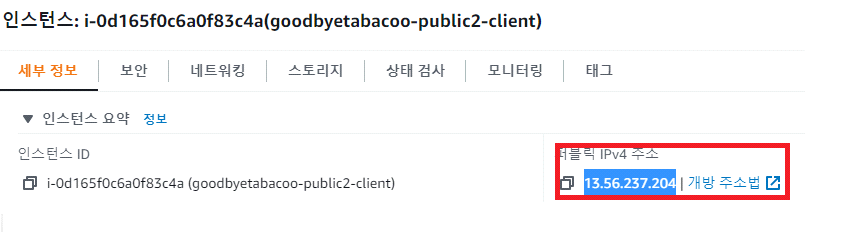 인스턴스: i-0d165f0c6a0f83c4a(goodbyetabacoo-public2-client)
세부 정보 보안 네트워킹 스토리지 상태 검사 모니터링 태그
▼ 인스턴스 요약 정보
인스턴스 ID 퍼블릭 IPv4 주소
i-0d165f0c6a0f83c4a (goodbyetabacoo-public2-client) 13.56.237.204 | 개방 주소법